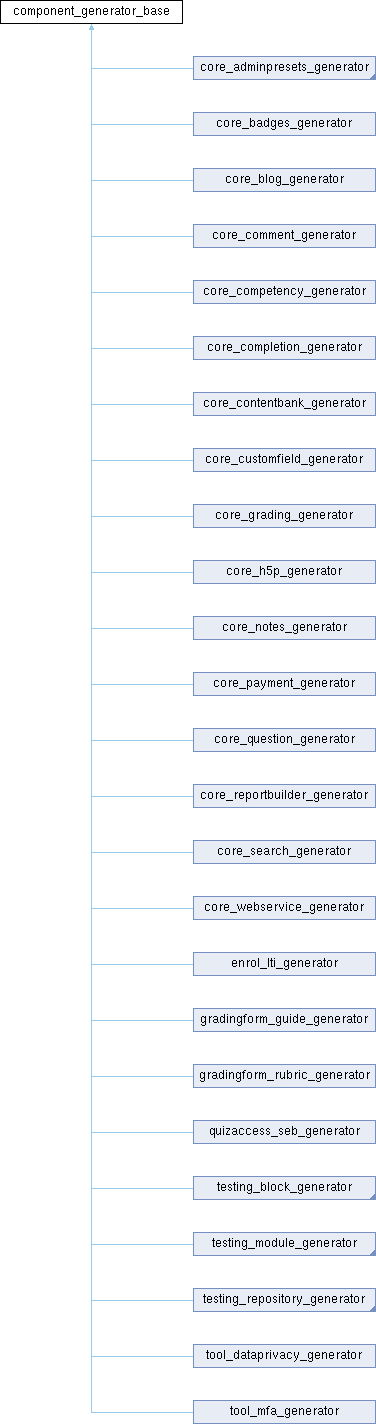 component_generator_base
core_adminpresets_generator
core_badges_generator
core_blog_generator
core_comment_generator
core_competency_generator
core_completion_generator
core_contentbank_generator
core_customfield_generator
core_grading_generator
core_h5p_generator
core_notes_generator
core_payment_generator
core_question_generator
core_reportbuilder_generator
core_search_generator
core_webservice_generator
enrol_lti_generator
gradingform_guide_generator
gradingform_rubric_generator
quizaccess_seb_generator
testing_block_generator
testing_module_generator
testing_repository_generator
tool_dataprivacy_generator
tool_mfa_generator